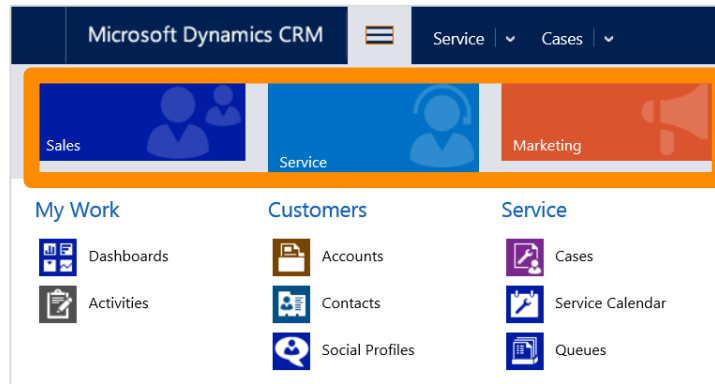 Microsoft Dynamics CRM Service Cases
Sales Service Marketing
My Work Customers Service
Dashboards Accounts Cases
Activities Contacts Service Calendar
Social Profiles Queues